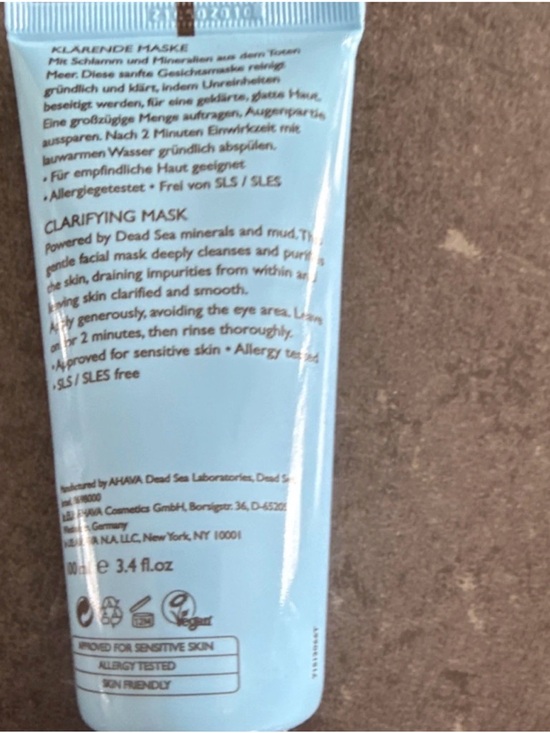 KLÄRENDE MASKE
Mit Schlamm und Mineralien aus dem Toten
Meer. Diese sanfte Gesichtsmaske reinigt
gründlich und klärt, indem Unreinheiten
beseitigt werden, für eine geklärte, glatte Haut.
Eine großzügige Menge auftragen, Augenpartie
aussparen. Nach 2 Minuten Einwirkzeit mit
lauwarmen Wasser gründlich abspülen.
• Für empfindliche Haut geeignet
• Allergiegetestet • Frei von SLS / SLES
CLARIFYING MASK
Powered by Dead Sea minerals and mud. This
gentle facial mask deeply cleanses and purifies
the skin, draining impurities from within and
leaving skin clarified and smooth.
Apply generously, avoiding the eye area. Leave
on for 2 minutes, then rinse thoroughly.
• Approved for sensitive skin • Allergy tested
• SLS / SLES free
Manufactured by AHAVA Dead Sea Laboratories, Dead
AHAVA Cosmetics GmbH, Borsigstr. 36, D-65205
Germany
N.A. LLC, New York, NY 10001
100 ml e 3.4 fl.oz
12M
Vegan
APPROVED FOR SENSITIVE SKIN
ALLERGY TESTED
SKIN FRIENDLY